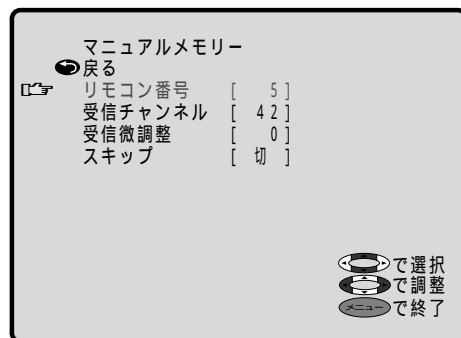 マニュアルメモリー
戻る
リモコン番号 [ 5]
受信チャンネル [ 42]
受信微調整 [ 0]
スキップ [ 切 ]
で選択
で調整
メニュー で終了